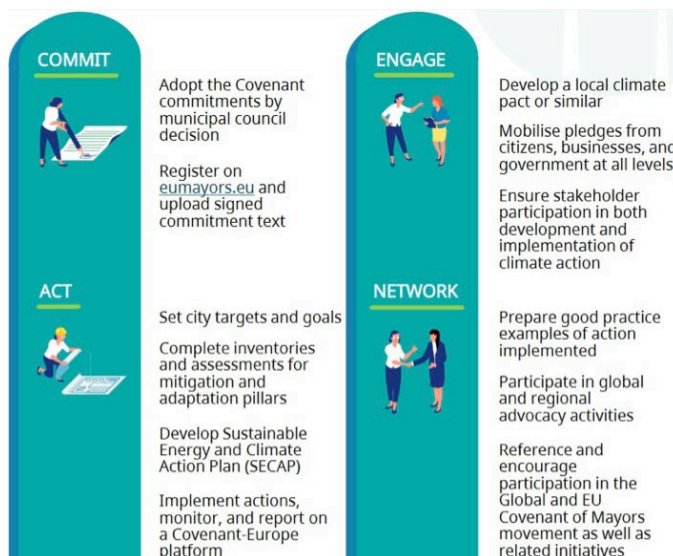 COMMIT
Adopt the Covenant
commitments by
municipal council
decision
Register on
eumayors.eu and
upload signed
commitment text
ENGAGE
Develop a local climate
pact or similar
Mobilise pledges from
citizens, businesses, and
government at all levels
Ensure stakeholder
participation in both
development and
implementation of
climate action
ACT
Set city targets and goals
Complete inventories
and assessments for
mitigation and
adaptation pillars
Develop Sustainable
Energy and Climate
Action Plan (SECAP)
Implement actions,
monitor, and report on
a Covenant-Europe
platform
NETWORK
Prepare good practice
examples of action
implemented
Participate in global
and regional
advocacy activities
Reference and
encourage
participation in the
Global and EU
Covenant of Mayors
movement as well as
related initiatives